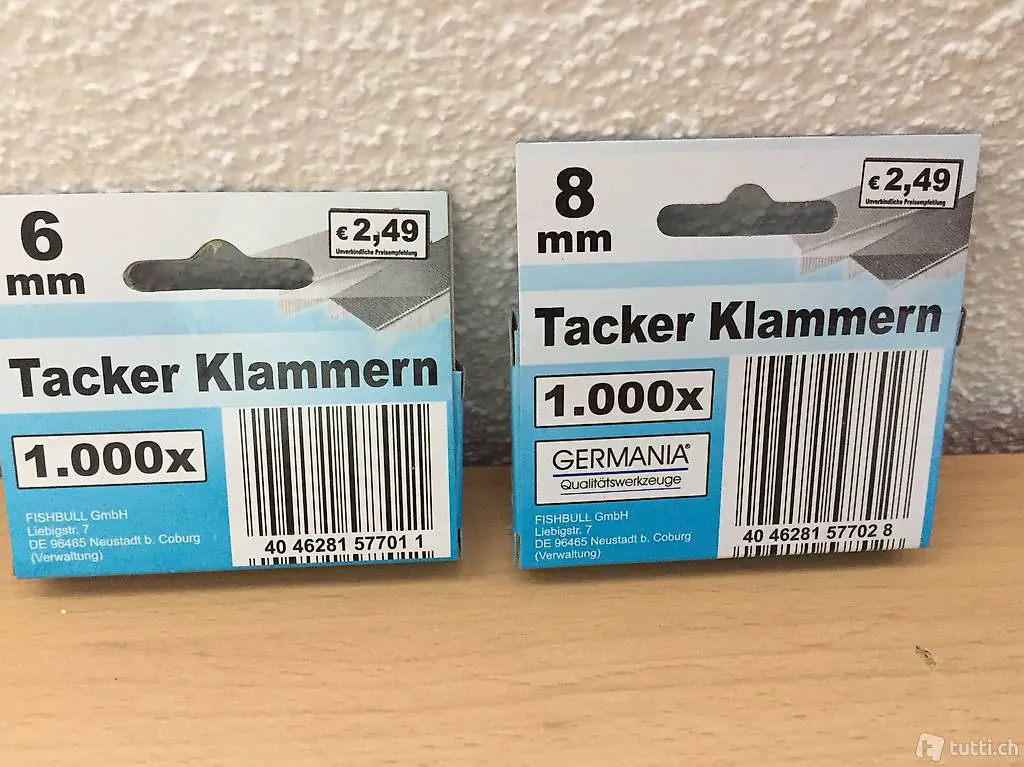 6
mm
€ 2,49
Unverbindliche Preisempfehlung
Tacker Klammern
1.000x
FISHBULL GmbH
Liebigstr. 7
DE 96465 Neustadt b. Coburg
(Verwaltung)
40 46281 57701 1
8
mm
€ 2,49
Unverbindliche Preisempfehlung
Tacker Klammern
1.000x
GERMANIA®
Qualitätswerkzeuge
FISHBULL GmbH
Liebigstr. 7
DE 96465 Neustadt b. Coburg
(Verwaltung)
40 46281 57702 8
tutti.ch